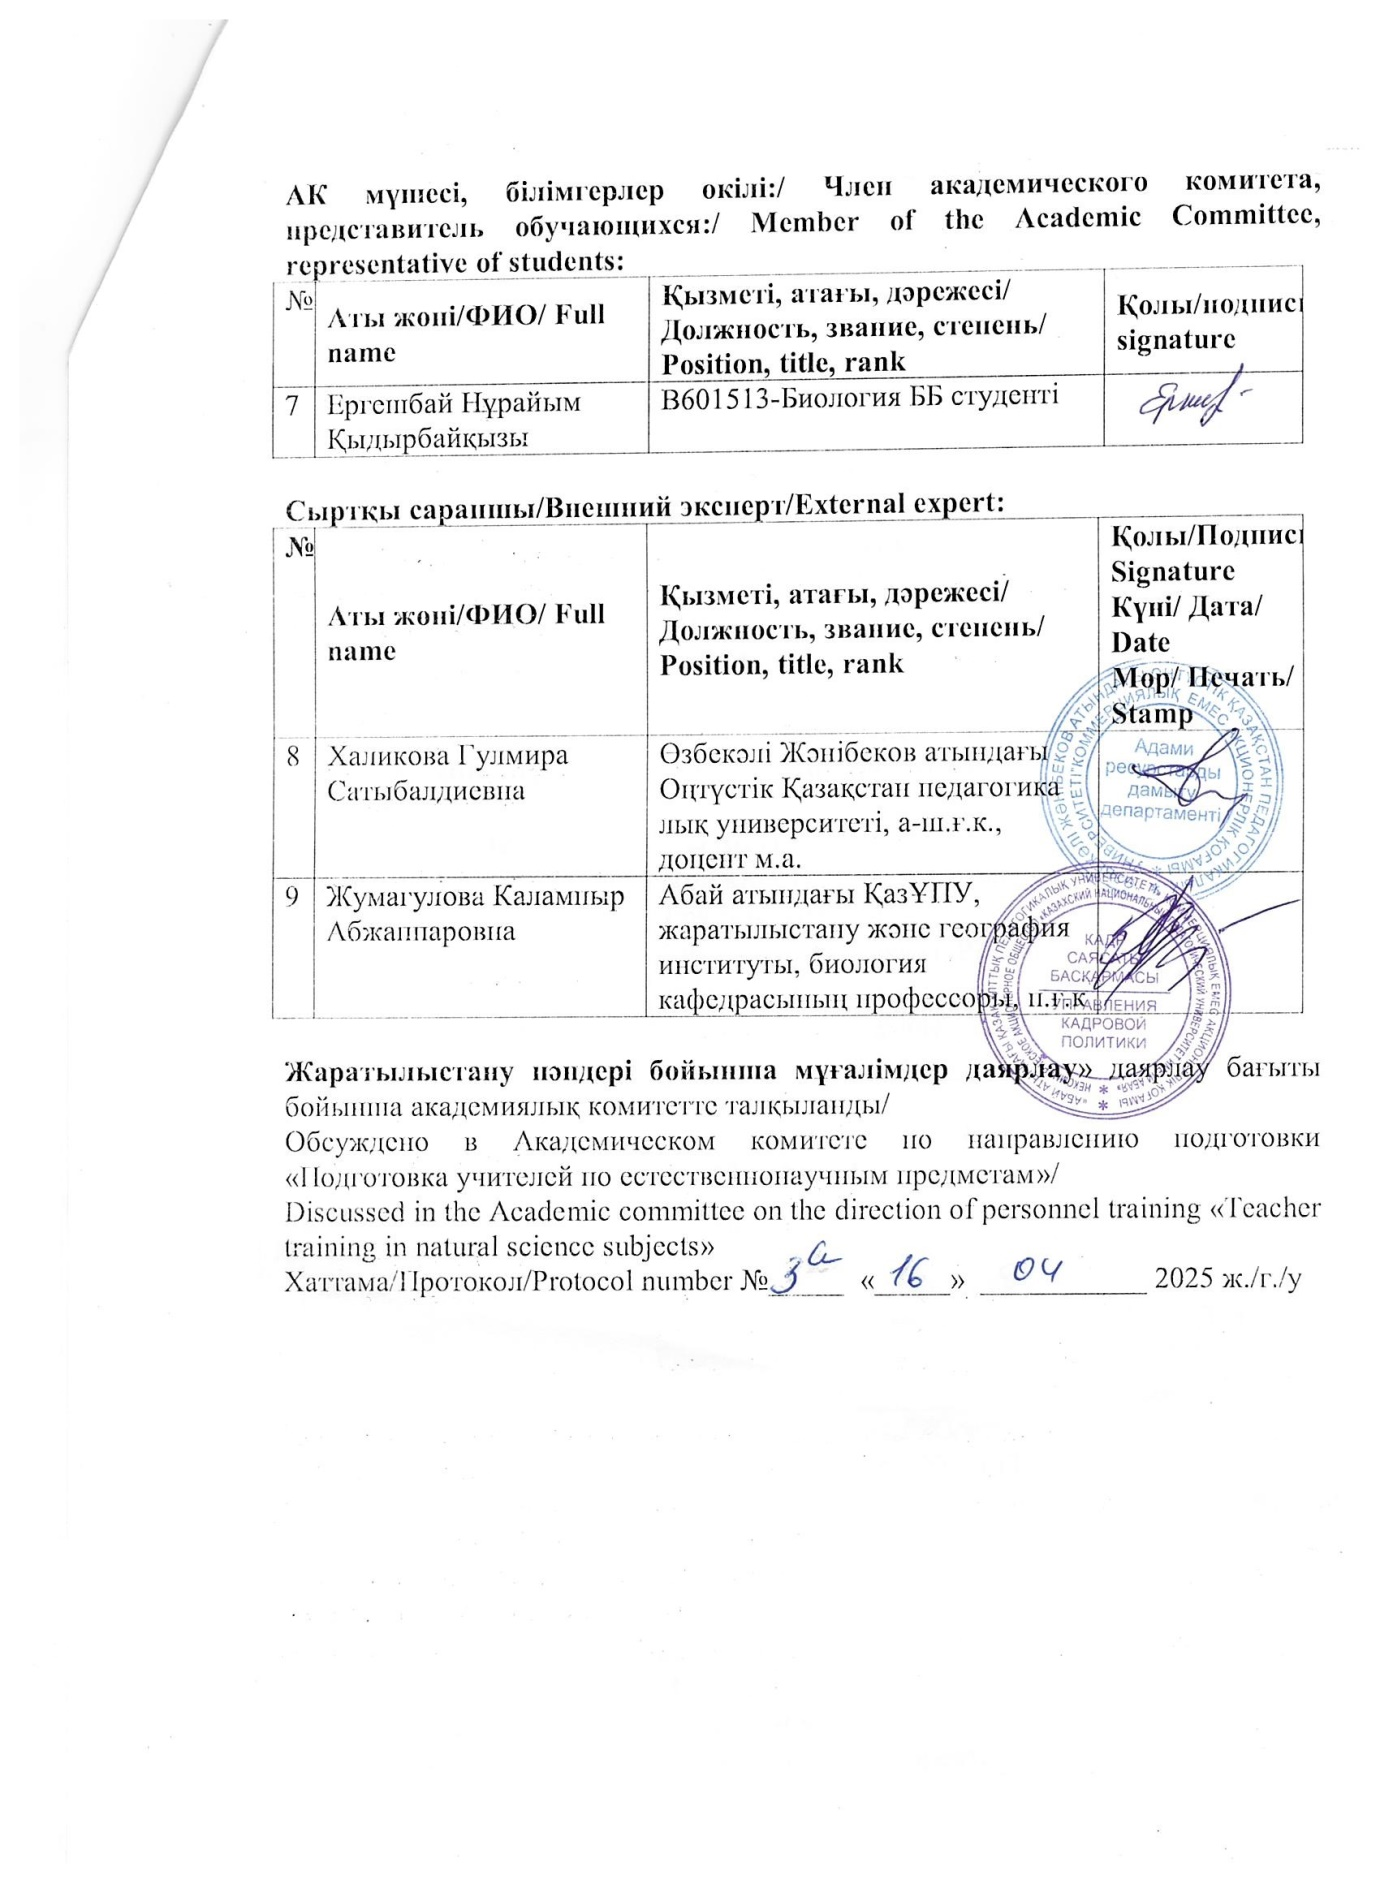 АК мүшесі, білімгерлер өкілі:/ Член академического комитета,
представитель обучающихся:/ Member of the Academic Committee,
representative of students:
№
Аты жөні/ФИО/ Full
name
Қызметі, атағы, дәрежесі/
Должность, звание, степень/
Position, title, rank
Қолы/подпись
signature
7
Ергешбай Нұрайым
Қыдырбайқызы
В601513-Биология ББ студенті
Сыртқы сарапшы/Внешний эксперт/External expert:
№
Аты жөні/ФИО/ Full
name
Қызметі, атағы, дәрежесі/
Должность, звание, степень/
Position, title, rank
Қолы/Подпись
Signature
Күні/ Дата/
Date
Мөр/ Печать/
Stamp
8
Халикова Гулмира
Сатыбалдиевна
Өзбекәлі Жәнібеков атындағы
Оңтүстік Қазақстан педагогика
лық университеті, а-ш.ғ.к.,
доцент м.а.
Адами
ресурстарды
дамыту
департаменті
9
Жумагулова Калампыр
Абжаппаровна
Абай атындағы ҚазҰПУ,
жаратылыстану және география
институты, биология
кафедрасының профессоры, п.ғ.к
КАДР
САЯСАТЫ
БАСҚАРМАСЫ
УПРАВЛЕНИЯ
КАДРОВОЙ
ПОЛИТИКИ
Жаратылыстану пәндері бойынша мұғалімдер даярлау» даярлау бағыты
бойынша академиялық комитетте талқыланды/
Обсуждено в Академическом комитете по направлению подготовки
«Подготовка учителей по естественнонаучным предметам»/
Discussed in the Academic committee on the direction of personnel training «Teacher
training in natural science subjects»
Хаттама/Протокол/Protocol number № 3а «16» 04 2025 ж./г./y